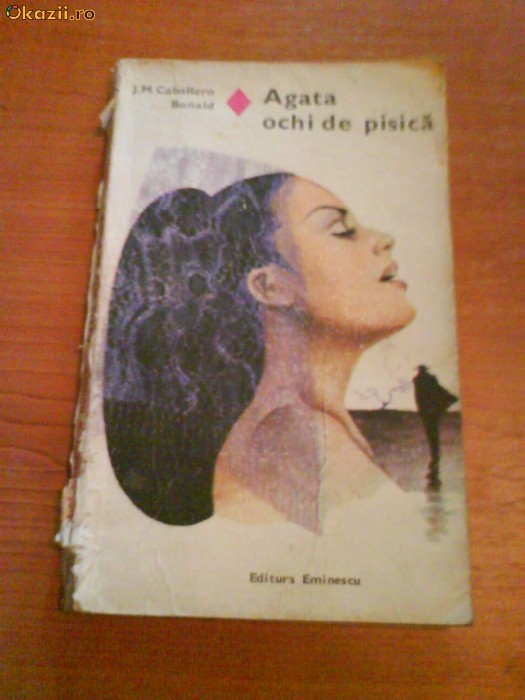 Okazii.ro
J.M. Caballero
Bonald
Agata
ochi de pisică
Editura Eminescu